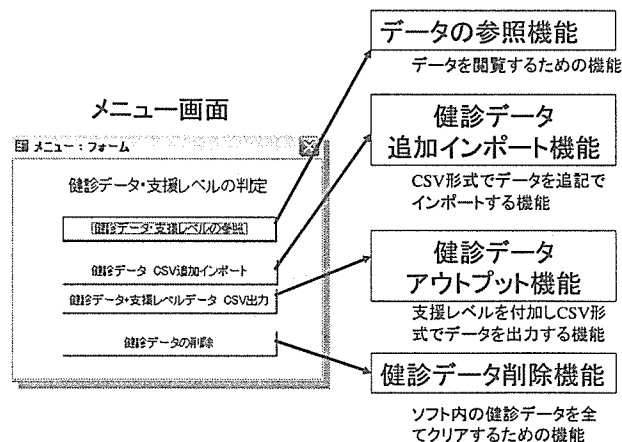 メニュー画面
メニュー:フォーム
健診データ・支援レベルの判定
健診データ・支援レベルの参照
健診データ CSV追加インポート
健診データ・支援レベルデータ CSV出力
健診データの削除
データの参照機能
データを閲覧するための機能
健診データ
追加インポート機能
CSV形式でデータを追記で
インポートする機能
健診データ
アウトプット機能
支援レベルを付加しCSV形
式でデータを出力する機能
健診データ削除機能
ソフト内の健診データを全
てクリアするための機能